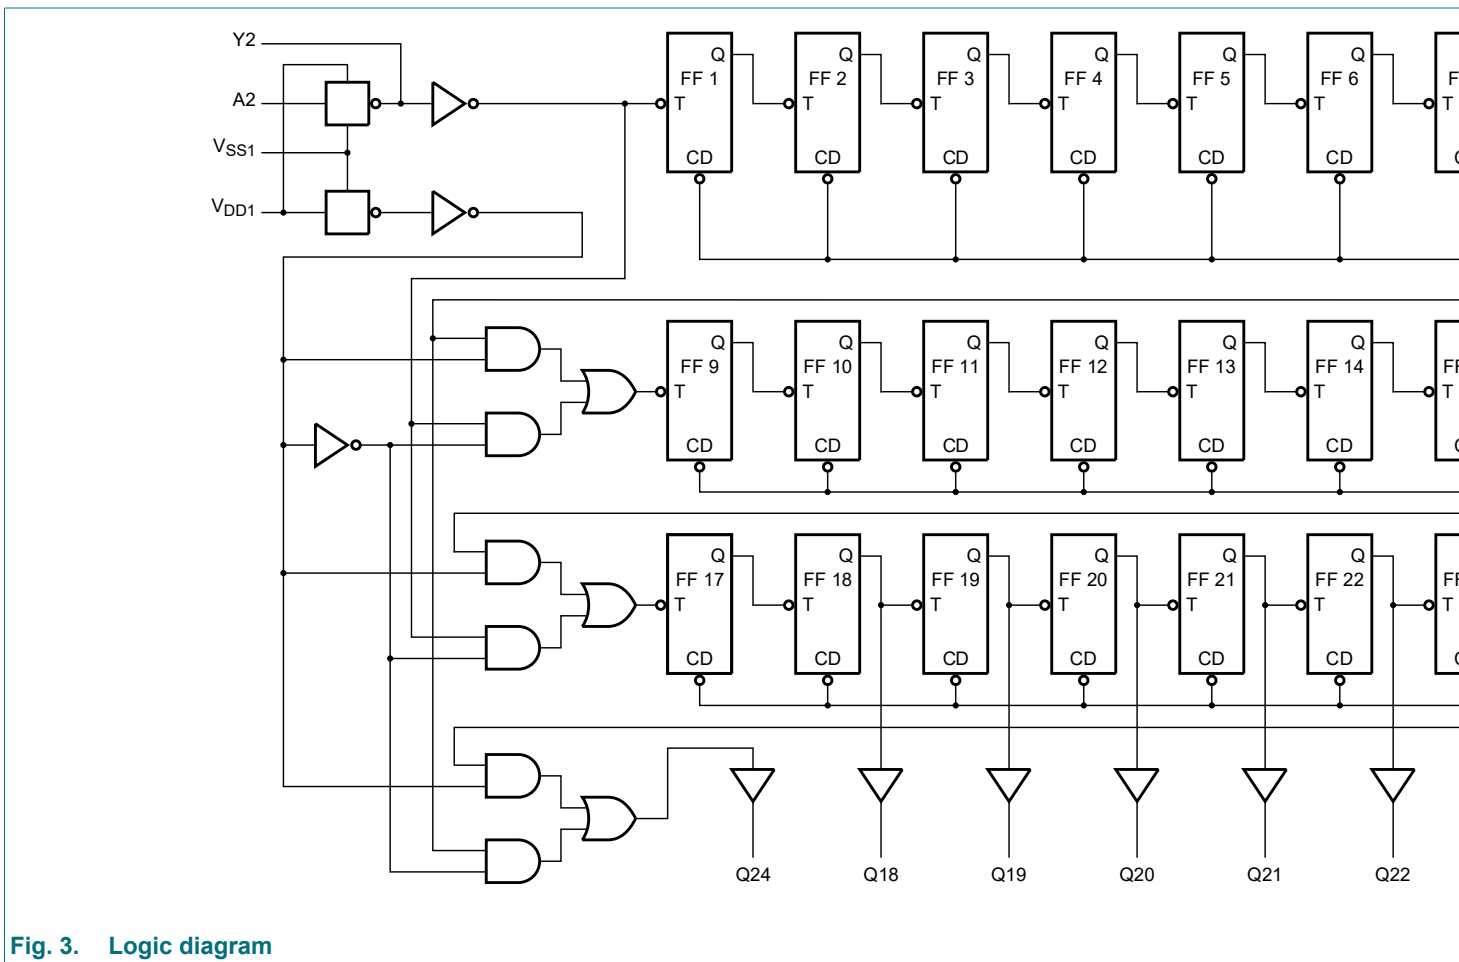 Y2
A2
VSS1
VDD1
Q Q Q Q Q Q
FF 1 FF 2 FF 3 FF 4 FF 5 FF 6 F
T T T T T T T
CD CD CD CD CD CD
Q Q Q Q Q Q
FF 9 FF 10 FF 11 FF 12 FF 13 FF 14 FF
T T T T T T T
CD CD CD CD CD CD
Q Q Q Q Q Q
FF 17 FF 18 FF 19 FF 20 FF 21 FF 22 FF
T T T T T T T
CD CD CD CD CD CD
Q24 Q18 Q19 Q20 Q21 Q22
Fig. 3. Logic diagram